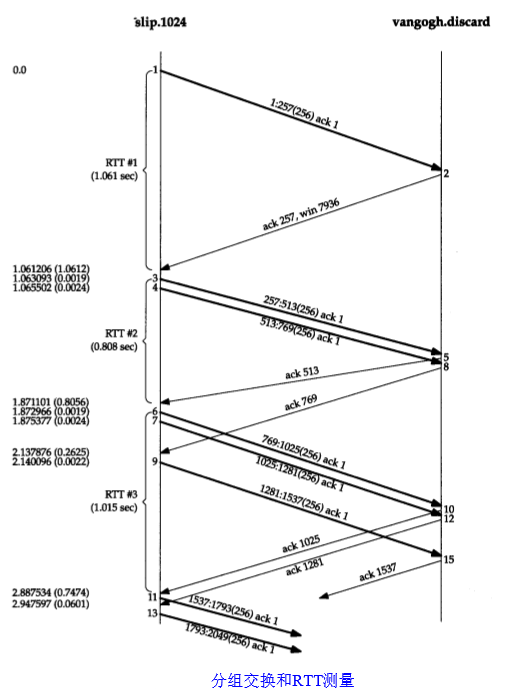 slip.1024
vangogh.discard
0.0
1
1:257(256) ack 1
RTT #1
(1.061 sec)
2
ack 257, win 7936
1.061206 (1.0612)
1.063093 (0.0019)
1.065502 (0.0024)
3
4
257:513(256) ack 1
513:769(256) ack 1
RTT #2
(0.808 sec)
5
8
ack 513
ack 769
1.871101 (0.8056)
1.872966 (0.0019)
1.875377 (0.0024)
6
7
769:1025(256) ack 1
1025:1281(256) ack 1
2.137876 (0.2625)
2.140096 (0.0022)
9
1281:1537(256) ack 1
RTT #3
(1.015 sec)
10
12
ack 1025
ack 1281
15
ack 1537
2.887534 (0.7474)
2.947597 (0.0601)
11
13
1537:1793(256) ack 1
1793:2049(256) ack 1
分组交换和RTT测量